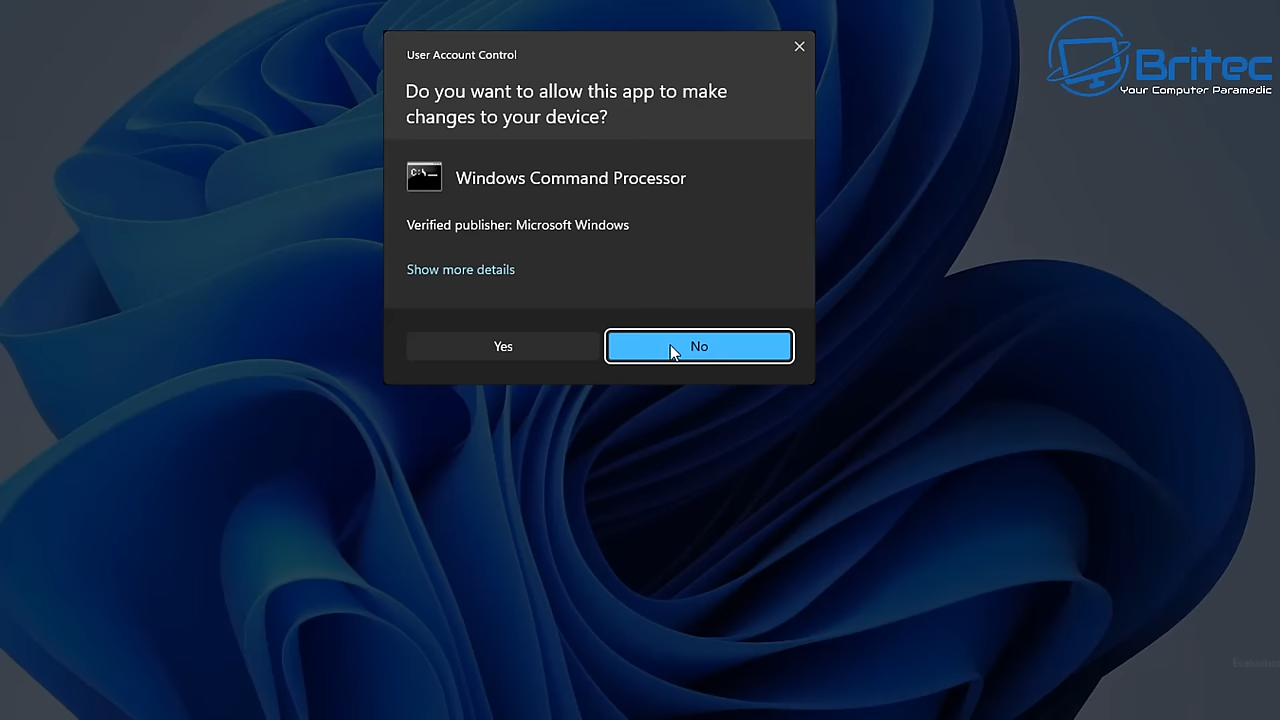 User Account Control
Do you want to allow this app to make
changes to your device?
C:\
Windows Command Processor
Verified publisher: Microsoft Windows
Show more details
Yes
No
Britec
Your Computer Paramedic